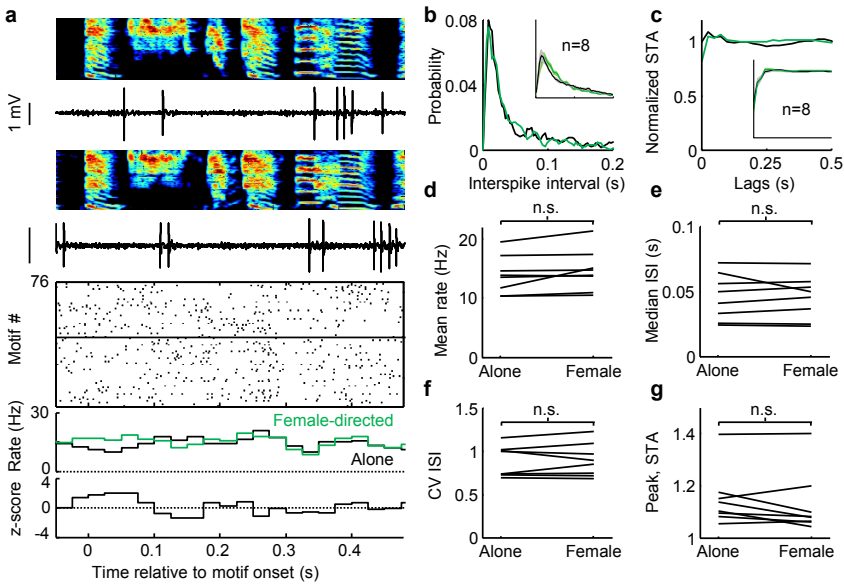 a
1 mV
76
Motif #
30
Rate (Hz)
0
Female-directed
Alone
4
z-score
0
-4
0 0.1 0.2 0.3 0.4
Time relative to motif onset (s)
b
0.08
0.04
0
Probability
n=8
0 0.1 0.2
Interspike interval (s)
c
1
0.5
0
Normalized STA
n=8
0 0.25 0.5
Lags (s)
d
n.s.
20
10
0
Mean rate (Hz)
Alone Female
e
n.s.
0.1
0.05
0
Median ISI (s)
Alone Female
f
n.s.
1.5
1
0.5
0
CV ISI
Alone Female
g
n.s.
1.4
1.2
1
Peak, STA
Alone Female